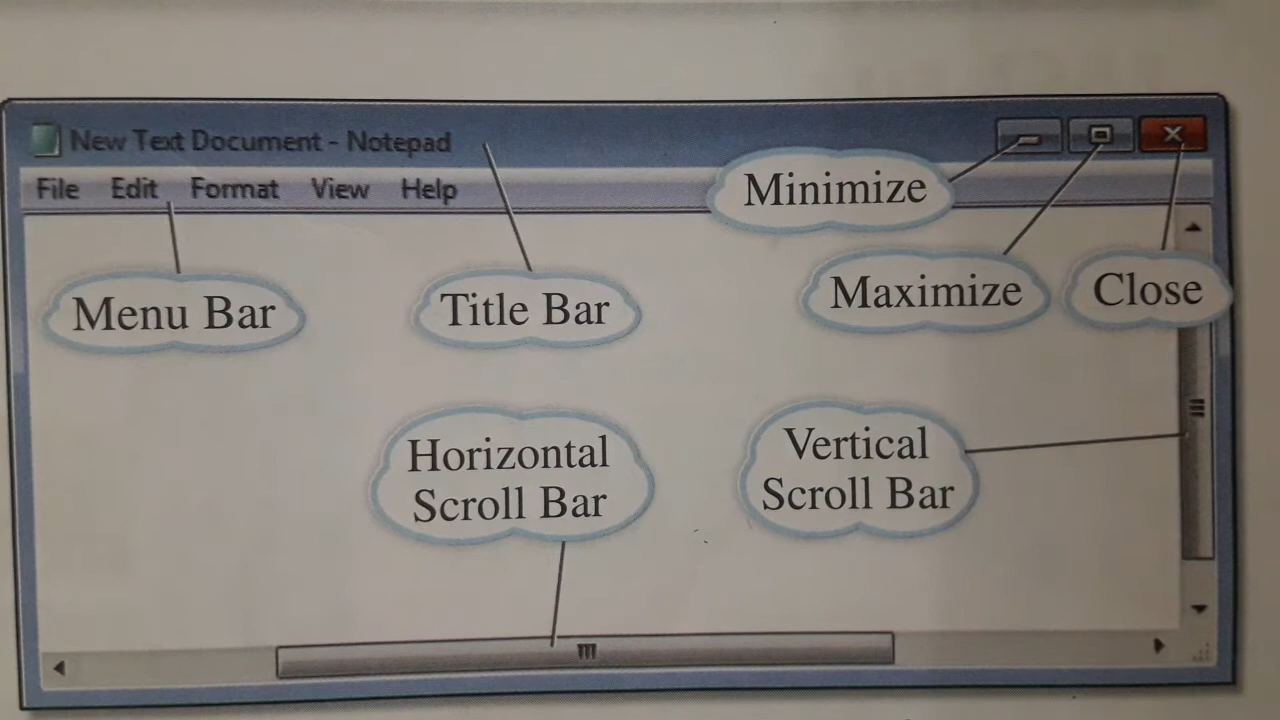 New Text Document - Notepad
File Edit Format View Help
Minimize
Maximize
Close
Menu Bar
Title Bar
Horizontal
Scroll Bar
Vertical
Scroll Bar